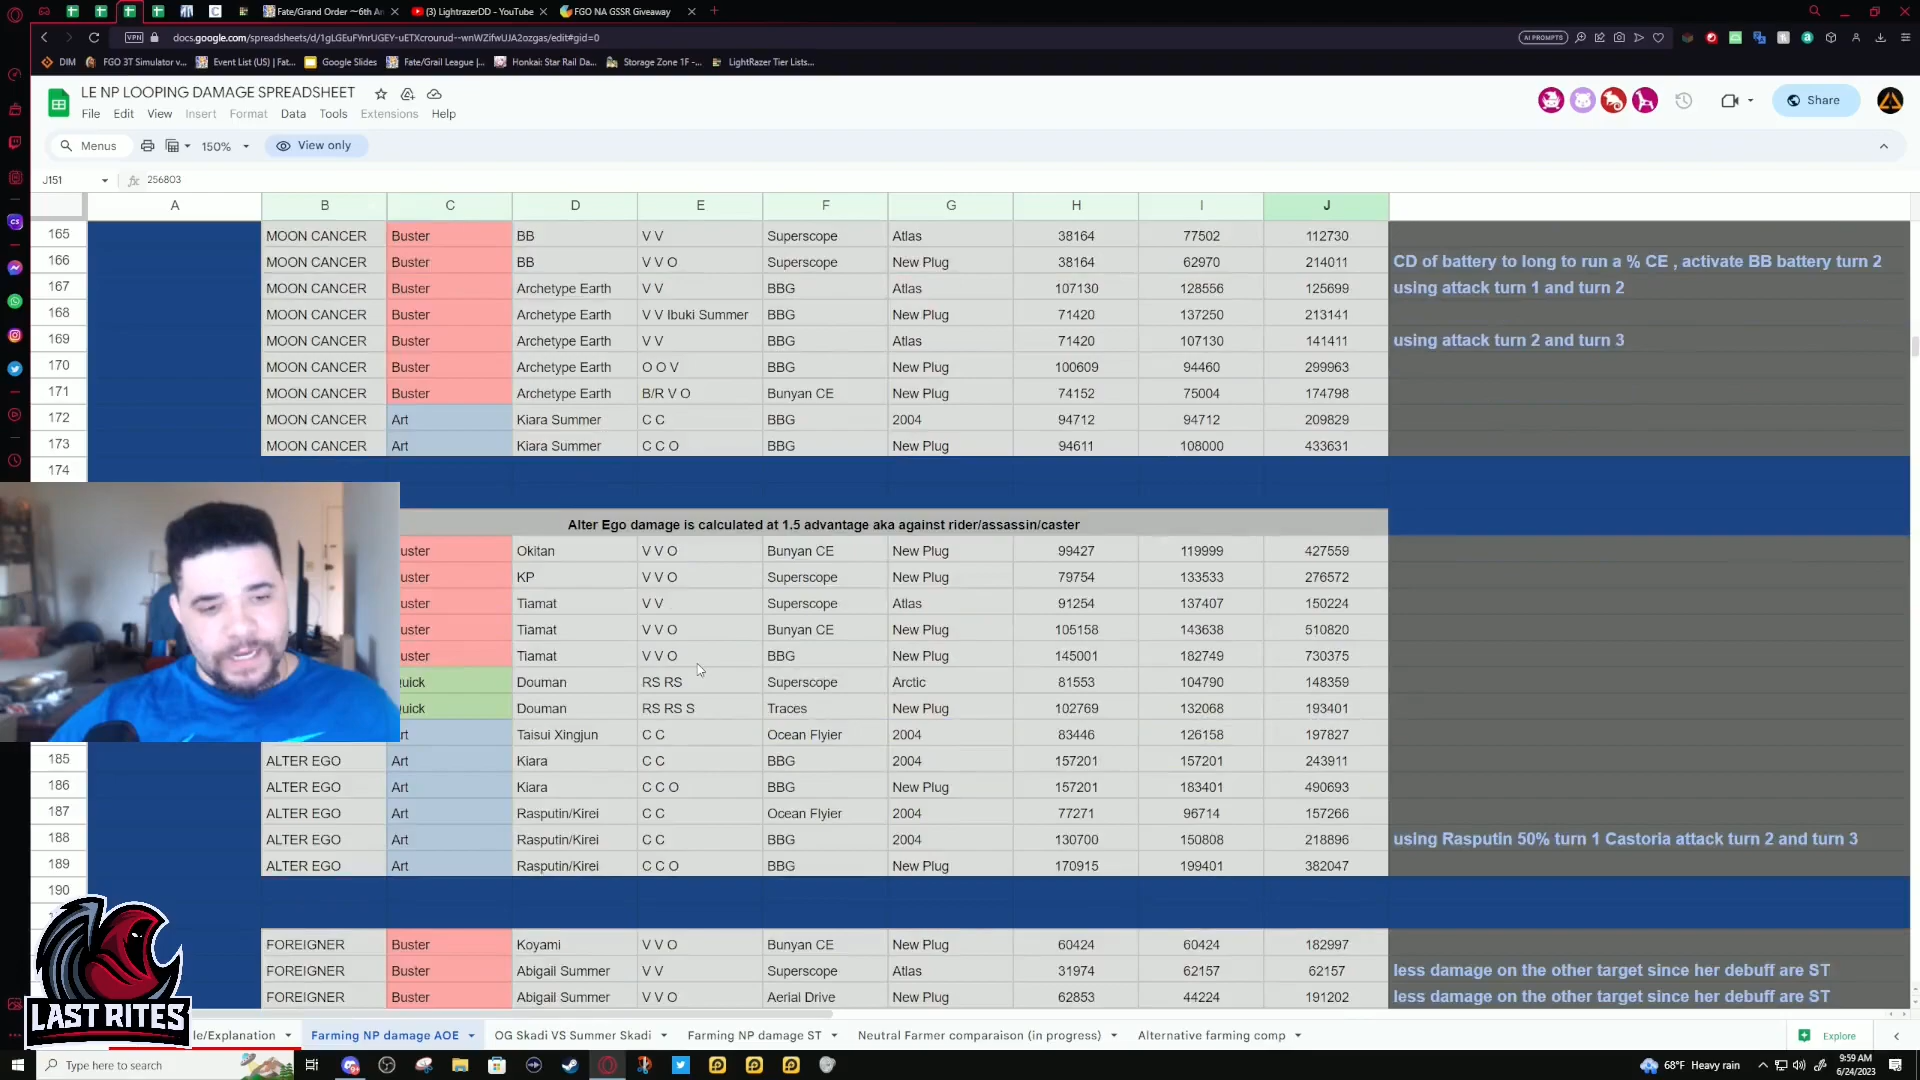 Fate/Grand Order 〜6th An
(3) LightrazerDD - YouTube
FGO NA GSSR Giveaway
VPN
docs.google.com/spreadsheets/d/1gLGEuFYnrUGEY-uETXcrourud--wnWZifwUJA2ozgas/edit#gid=0
AI PROMPTS
DIM
FGO 3T Simulator v...
Event List (US) | Fat...
Google Slides
Fate/Grail League |...
Honkai: Star Rail Da...
Storage Zone 1F -...
LightRazer Tier Lists...
LE NP LOOPING DAMAGE SPREADSHEET
File Edit View Insert Format Data Tools Extensions Help
Share
Menus 150% View only
J151 fx 256803
A B C D E F G H I J
165 MOON CANCER Buster BB V V Superscope Atlas 38164 77502 112730
166 MOON CANCER Buster BB V V O Superscope New Plug 38164 62970 214011 CD of battery to long to run a % CE , activate BB battery turn 2
167 MOON CANCER Buster Archetype Earth V V BBG Atlas 107130 128556 125699 using attack turn 1 and turn 2
168 MOON CANCER Buster Archetype Earth V V Ibuki Summer BBG New Plug 71420 137250 213141
169 MOON CANCER Buster Archetype Earth V V BBG Atlas 71420 107130 141411 using attack turn 2 and turn 3
170 MOON CANCER Buster Archetype Earth O O V BBG New Plug 100609 94460 299963
171 MOON CANCER Buster Archetype Earth B/R V O Bunyan CE New Plug 74152 75004 174798
172 MOON CANCER Art Kiara Summer C C BBG 2004 94712 94712 209829
173 MOON CANCER Art Kiara Summer C C O BBG New Plug 94611 108000 433631
174
Alter Ego damage is calculated at 1.5 advantage aka against rider/assassin/caster
uster Okitan V V O Bunyan CE New Plug 99427 119999 427559
uster KP V V O Superscope New Plug 79754 133533 276572
uster Tiamat V V Superscope Atlas 91254 137407 150224
uster Tiamat V V O Bunyan CE New Plug 105158 143638 510820
uster Tiamat V V O BBG New Plug 145001 182749 730375
uick Douman RS RS Superscope Arctic 81553 104790 148359
uick Douman RS RS S Traces New Plug 102769 132068 193401
rt Taisui Xingjun C C Ocean Flyier 2004 83446 126158 197827
185 ALTER EGO Art Kiara C C BBG 2004 157201 157201 243911
186 ALTER EGO Art Kiara C C O BBG New Plug 157201 183401 490693
187 ALTER EGO Art Rasputin/Kirei C C Ocean Flyier 2004 77271 96714 157266
188 ALTER EGO Art Rasputin/Kirei C C BBG 2004 130700 150808 218896 using Rasputin 50% turn 1 Castoria attack turn 2 and turn 3
189 ALTER EGO Art Rasputin/Kirei C C O BBG New Plug 170915 199401 382047
190
FOREIGNER Buster Koyami V V O Bunyan CE New Plug 60424 60424 182997
FOREIGNER Buster Abigail Summer V V Superscope Atlas 31974 62157 62157 less damage on the other target since her debuff are ST
FOREIGNER Buster Abigail Summer V V O Aerial Drive New Plug 62853 44224 191202 less damage on the other target since her debuff are ST
LAST RITES
le/Explanation Farming NP damage AOE OG Skadi VS Summer Skadi Farming NP damage ST Neutral Farmer comparaison (in progress) Alternative farming comp Explore
Type here to search
68°F Heavy rain
9:59 AM
6/24/2023